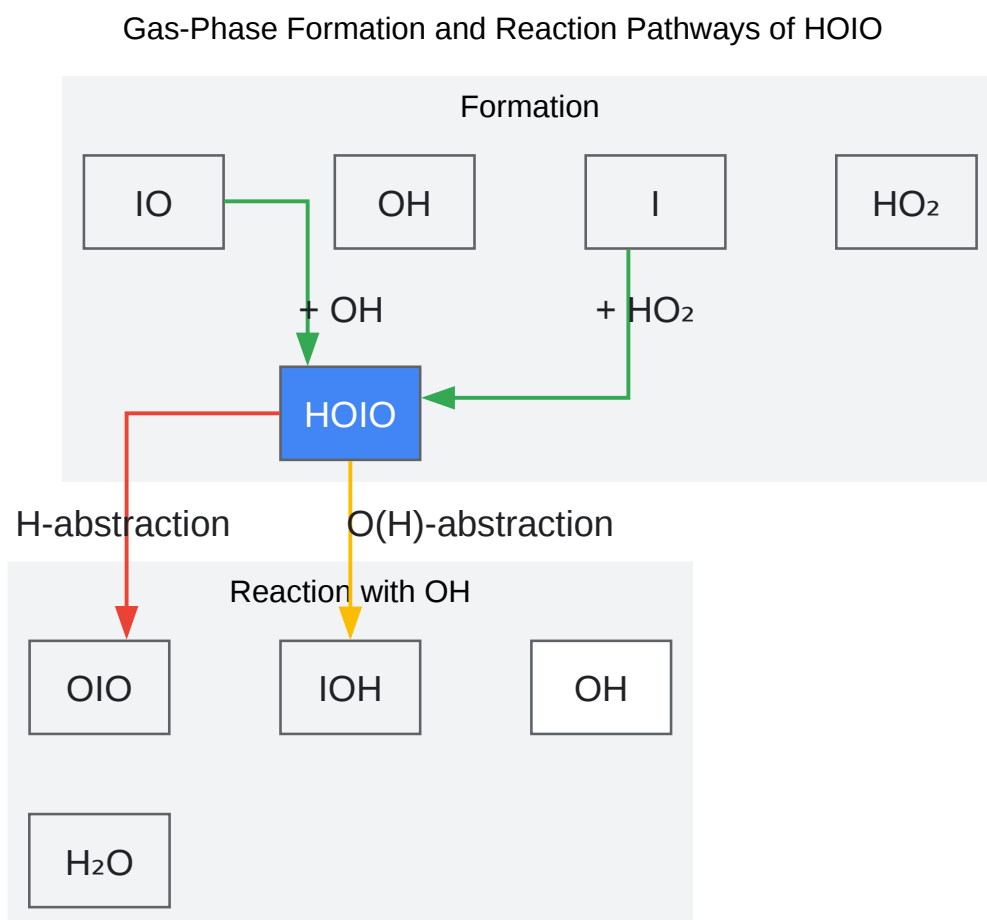 Gas-Phase Formation and Reaction Pathways of HOIO
Formation
IO
OH
I
HO₂
+ OH
+ HO₂
HOIO
H-abstraction
O(H)-abstraction
Reaction with OH
OIO
IOH
OH
H₂O